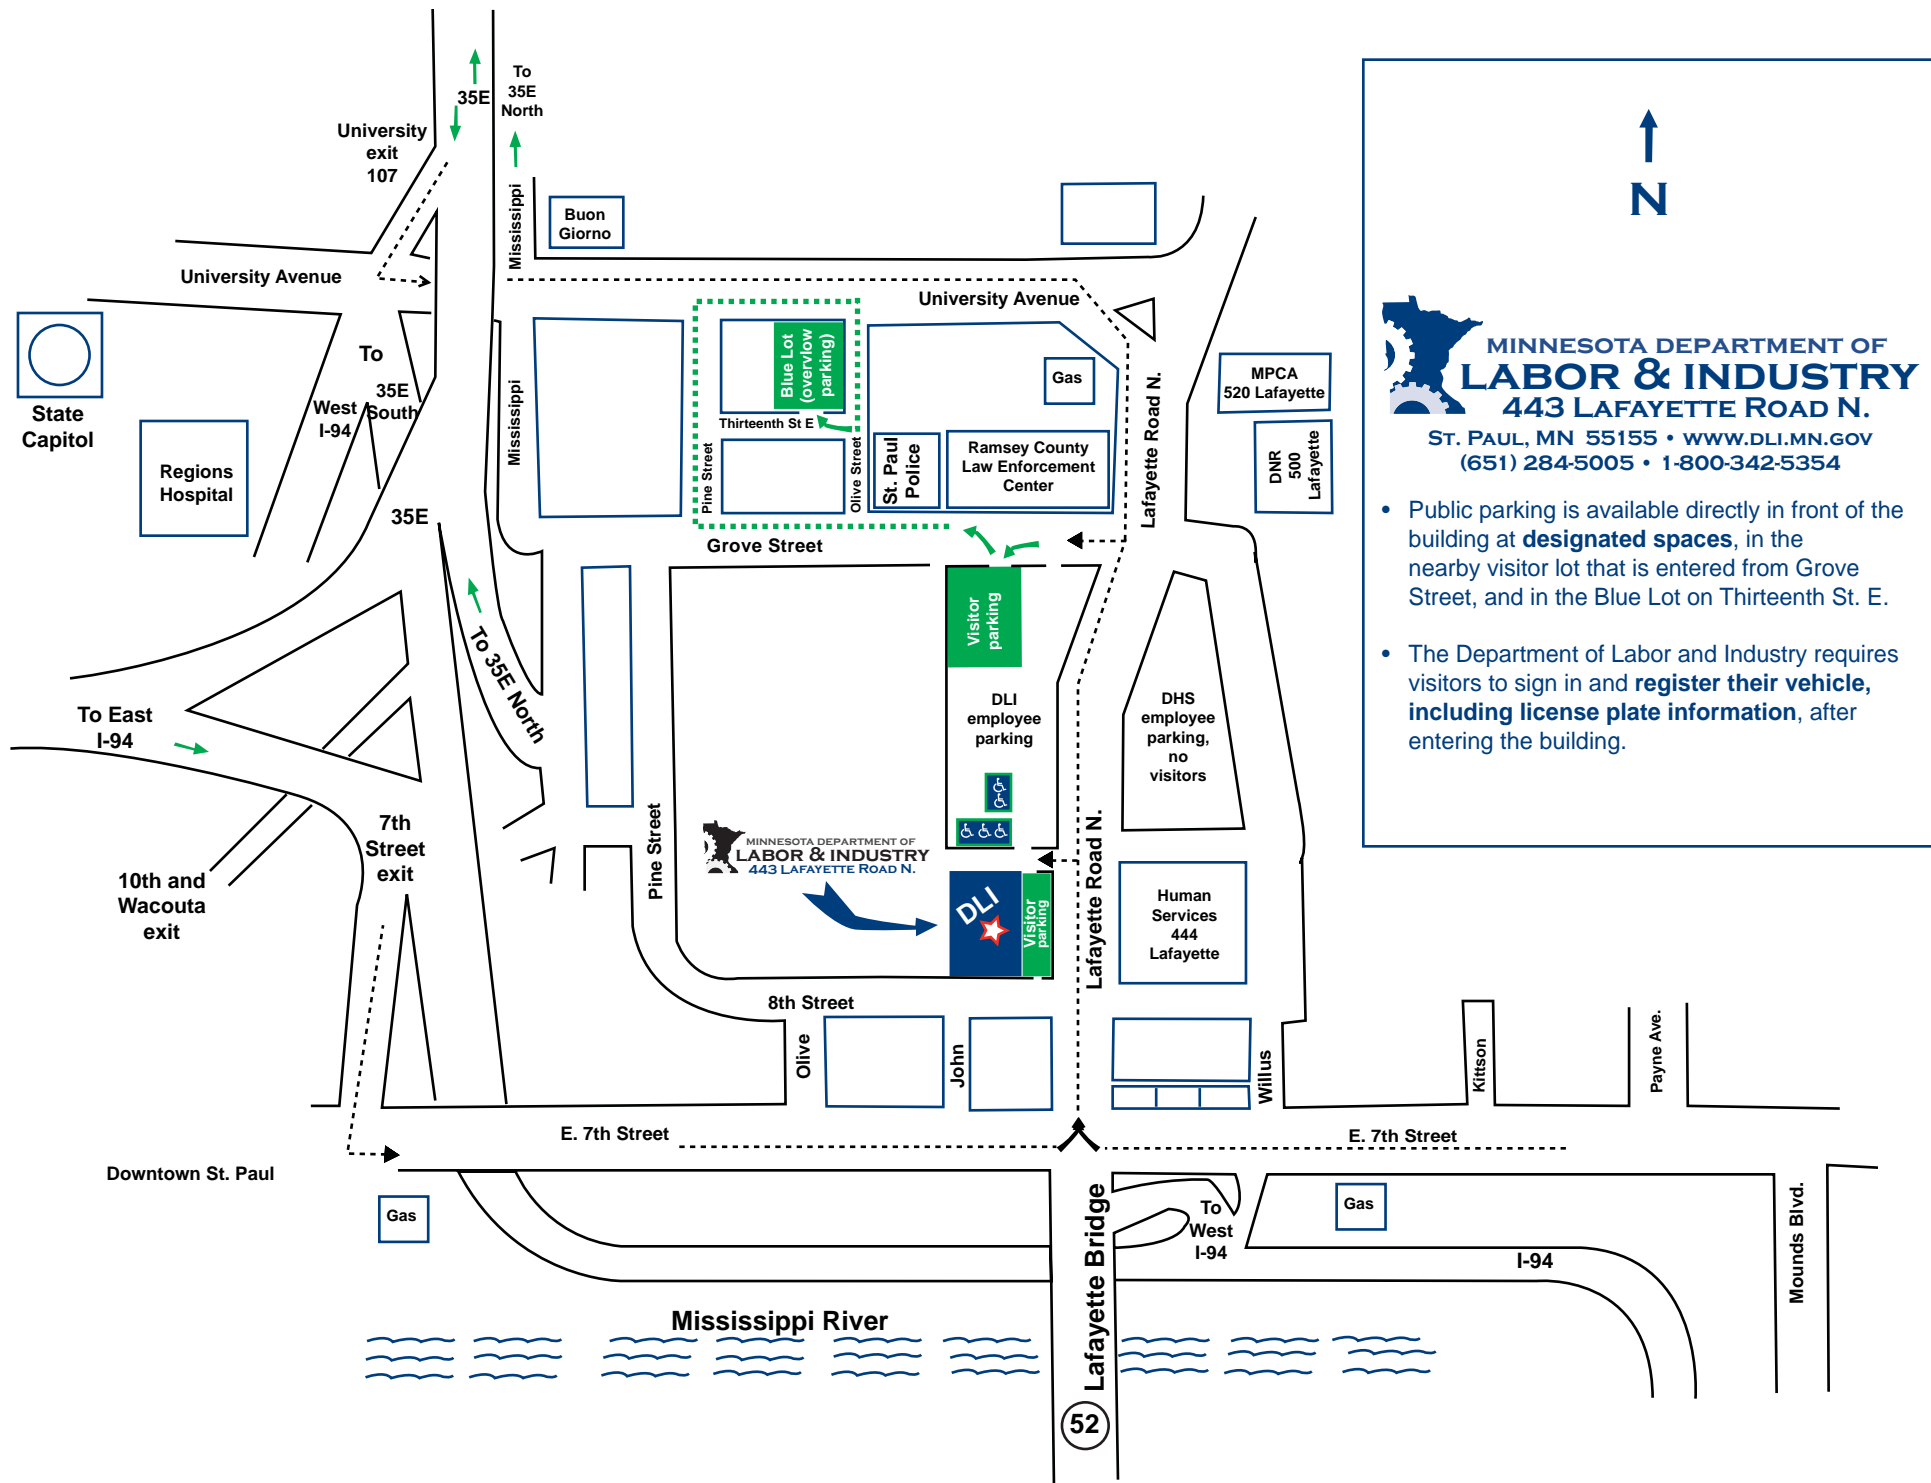 35E
To
35E
North
University
exit
107
Mississippi
Buon
Giorno
University Avenue
University Avenue
State
Capitol
Regions
Hospital
To
35E
South
West
I-94
Mississippi
35E
Blue Lot
(overvlow
parking)
Thirteenth St E
Pine Street
Olive Street
Gas
St. Paul
Police
Ramsey County
Law Enforcement
Center
Lafayette Road N.
MPCA
520 Lafayette
DNR
500
Lafayette
Grove Street
Visitor
parking
To 35E North
To East
I-94
DLI
employee
parking
DHS
employee
parking,
no
visitors
7th
Street
exit
10th and
Wacouta
exit
Pine Street
MINNESOTA DEPARTMENT OF
LABOR & INDUSTRY
443 LAFAYETTE ROAD N.
DLI
Visitor
parking
Lafayette Road N.
Human
Services
444
Lafayette
8th Street
Olive
John
Willus
Kittson
Payne Ave.
E. 7th Street
E. 7th Street
Downtown St. Paul
Gas
Lafayette Bridge
To
West
I-94
Gas
I-94
Mounds Blvd.
Mississippi River
52
N
MINNESOTA DEPARTMENT OF
LABOR & INDUSTRY
443 LAFAYETTE ROAD N.
ST. PAUL, MN 55155 • WWW.DLI.MN.GOV
(651) 284-5005 • 1-800-342-5354
• Public parking is available directly in front of the
building at designated spaces, in the
nearby visitor lot that is entered from Grove
Street, and in the Blue Lot on Thirteenth St. E.
• The Department of Labor and Industry requires
visitors to sign in and register their vehicle,
including license plate information, after
entering the building.